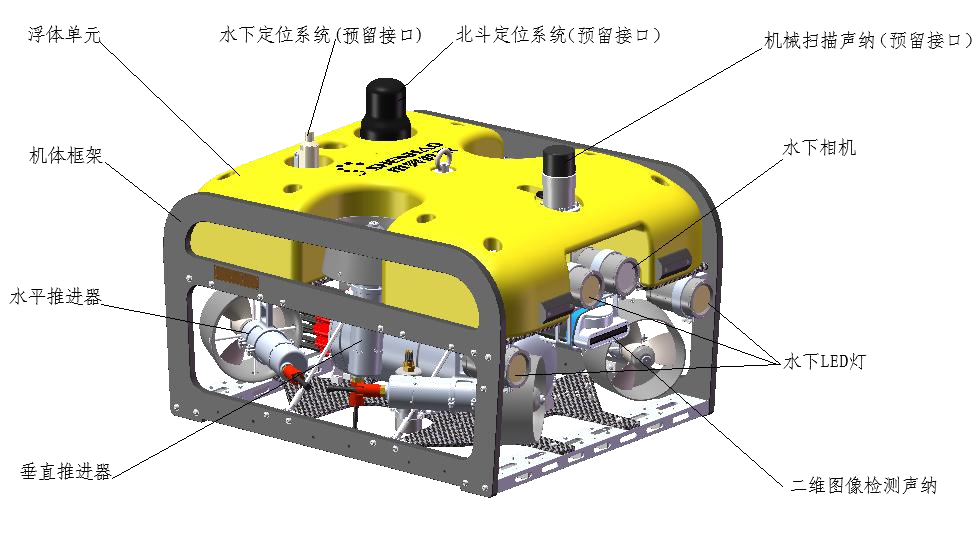 浮体单元
水下定位系统(预留接口)
北斗定位系统(预留接口)
机械扫描声纳(预留接口)
机体框架
水下相机
水平推进器
水下LED灯
垂直推进器
二维图像检测声纳